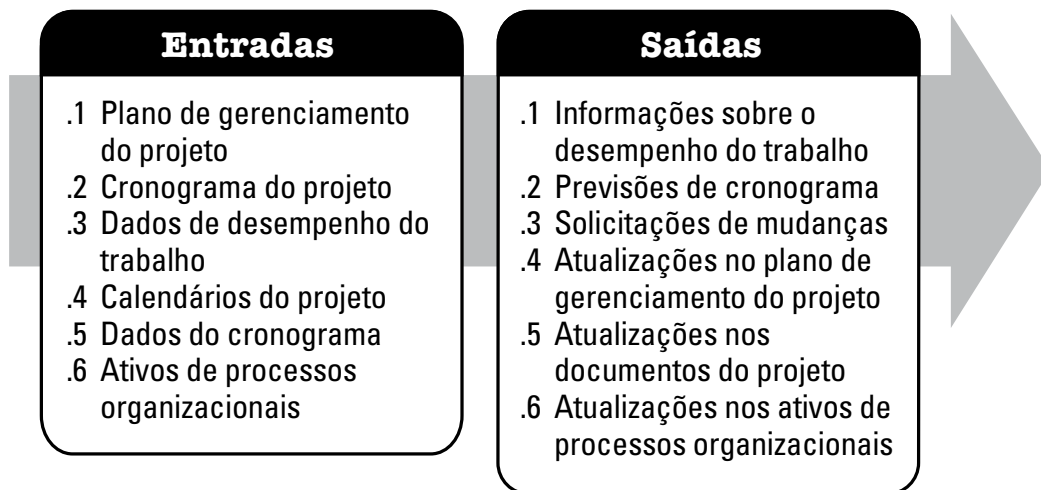 Entradas
.1 Plano de gerenciamento
do projeto
.2 Cronograma do projeto
.3 Dados de desempenho do
trabalho
.4 Calendários do projeto
.5 Dados do cronograma
.6 Ativos de processos
organizacionais
Saídas
.1 Informações sobre o
desempenho do trabalho
.2 Previsões de cronograma
.3 Solicitações de mudanças
.4 Atualizações no plano de
gerenciamento do projeto
.5 Atualizações nos
documentos do projeto
.6 Atualizações nos ativos de
processos organizacionais